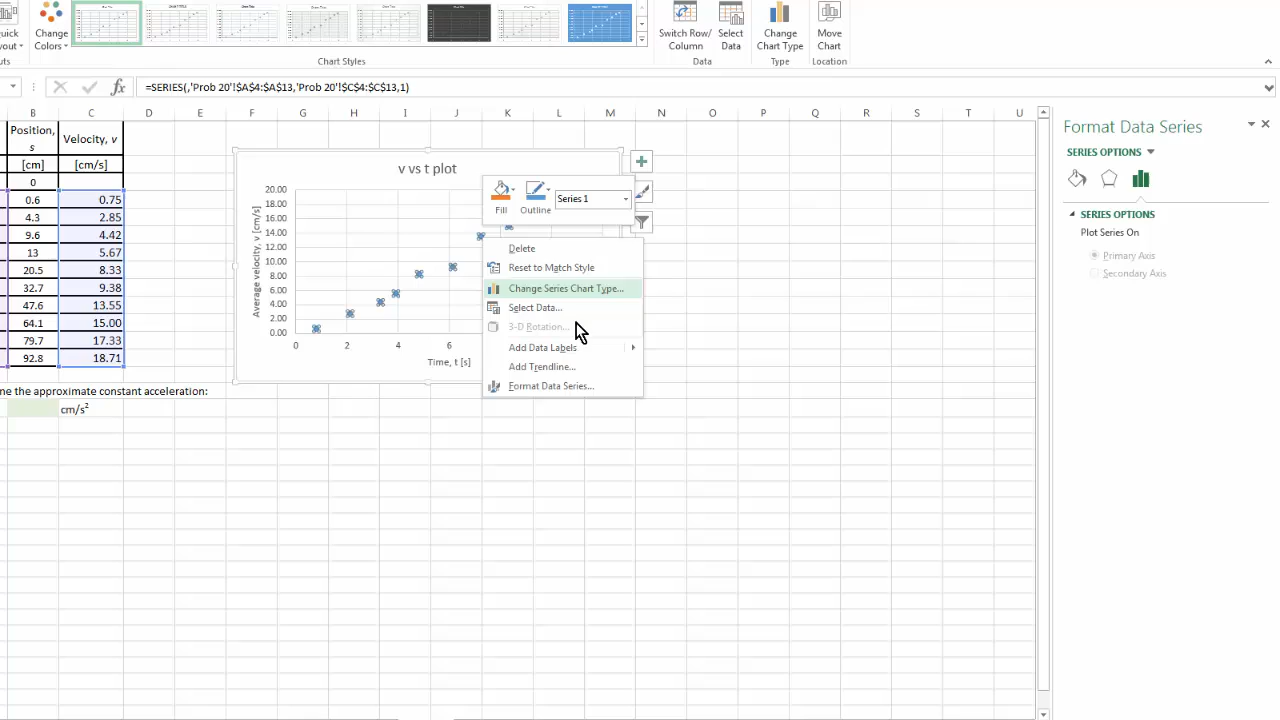 Quick
Layout
Change
Colors
Switch Row/
Column
Select
Data
Change
Chart Type
Move
Chart
Chart Styles
Data
Type
Location
fx
=SERIES(,'Prob 20'!$A$4:$A$13,'Prob 20'!$C$4:$C$13,1)
B C D E F G H I J K L M N O P Q R S T U
Position,
s
Velocity, v
[cm] [cm/s]
0
0.6 0.75
4.3 2.85
9.6 4.42
13 5.67
20.5 8.33
32.7 9.38
47.6 13.55
64.1 15.00
79.7 17.33
92.8 18.71
ne the approximate constant acceleration:
cm/s²
v vs t plot
20.00
18.00
16.00
14.00
12.00
10.00
8.00
6.00
4.00
2.00
0.00
0 2 4 6
Average velocity, v [cm/s]
Time, t [s]
Fill
Outline
Series 1
Delete
Reset to Match Style
Change Series Chart Type...
Select Data...
3-D Rotation...
Add Data Labels
Add Trendline...
Format Data Series...
Format Data Series
SERIES OPTIONS
SERIES OPTIONS
Plot Series On
Primary Axis
Secondary Axis